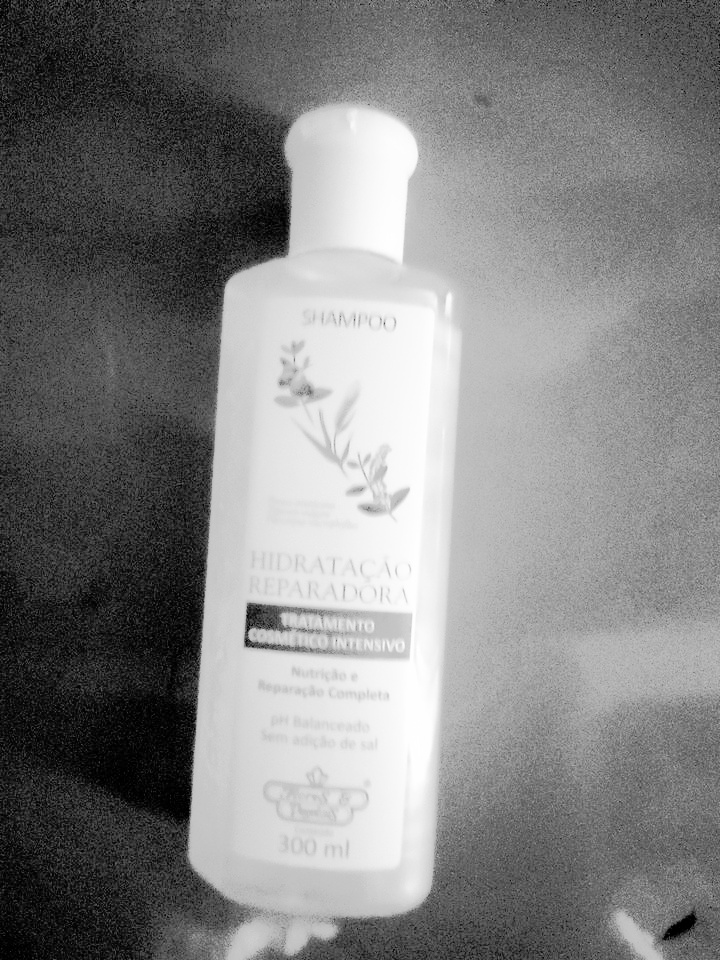 SHAMPOO
HIDRATAÇÃO
REPARADORA
TRATAMENTO
COSMÉTICO INTENSIVO
Nutrição e
Reparação Completa
pH Balanceado
Sem adição de sal
300 ml